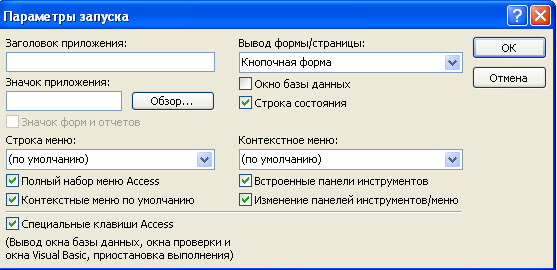 Параметры запуска
Заголовок приложения:
Вывод формы/страницы:
OK
Кнопочная форма
Значок приложения:
Окно базы данных
Отмена
Обзор...
Строка состояния
Значок форм и отчетов
Строка меню:
Контекстное меню:
(по умолчанию)
(по умолчанию)
Полный набор меню Access
Встроенные панели инструментов
Контекстные меню по умолчанию
Изменение панелей инструментов/меню
Специальные клавиши Access
(Вывод окна базы данных, окна проверки и
окна Visual Basic, приостановка выполнения)